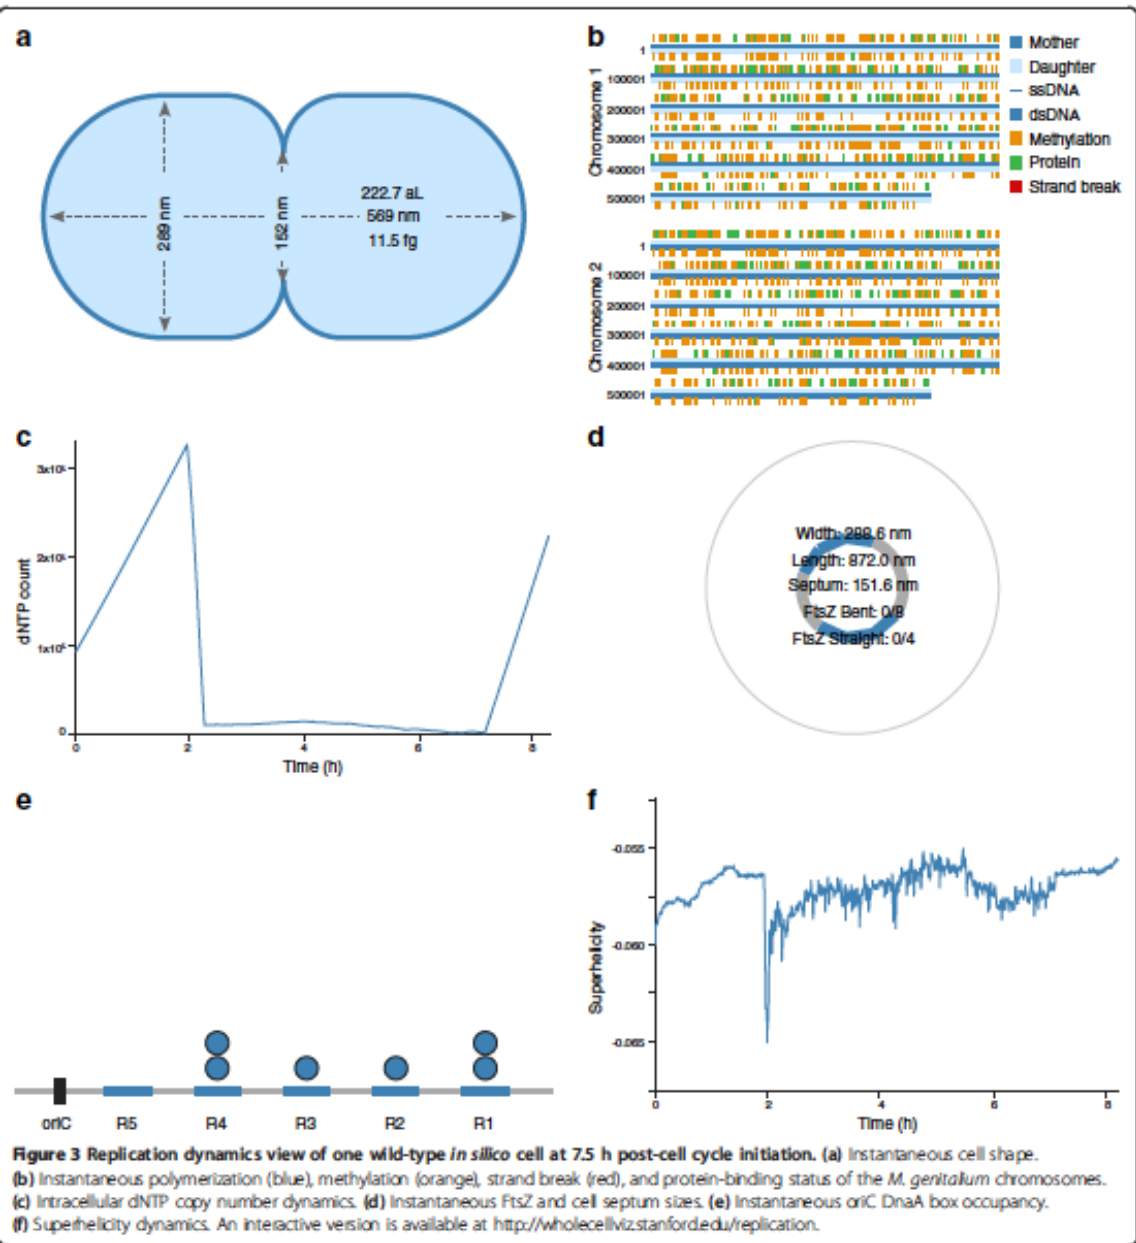 a
289 nm
152 nm
222.7 aL
569 nm
11.5 fg
b
Chromosome 1
1
100001
200001
300001
400001
500001
Chromosome 2
1
100001
200001
300001
400001
500001
Mother
Daughter
ssDNA
dsDNA
Methylation
Protein
Strand break
c
dNTP count
0
0
2
4
6
8
Time (h)
d
Width: 288.6 nm
Length: 872.0 nm
Septum: 151.6 nm
FtsZ Bent: 0/8
FtsZ Straight: 0/4
e
oriC
R5
R4
R3
R2
R1
f
Superhelicity
-0.055
-0.060
-0.065
0
2
4
6
8
Time (h)
Figure 3 Replication dynamics view of one wild-type in silico cell at 7.5 h post-cell cycle initiation. (a) Instantaneous cell shape.
(b) Instantaneous polymerization (blue), methylation (orange), strand break (red), and protein-binding status of the M. genitalium chromosomes.
(c) Intracellular dNTP copy number dynamics. (d) Instantaneous FtsZ and cell septum sizes. (e) Instantaneous oriC DnaA box occupancy.
(f) Superhelicity dynamics. An interactive version is available at http://wholecellviz.stanford.edu/replication.